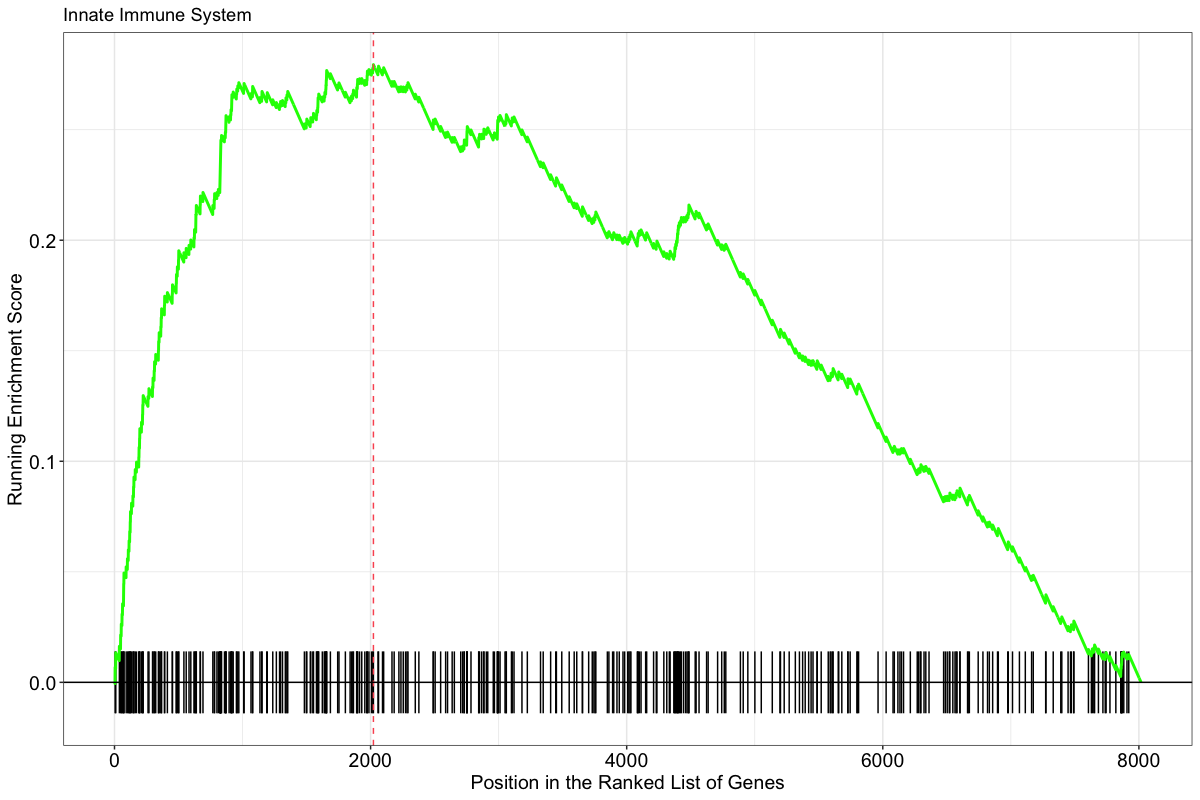 Innate Immune System
Running Enrichment Score
0.2
0.1
0.0
0 2000 4000 6000 8000
Position in the Ranked List of Genes